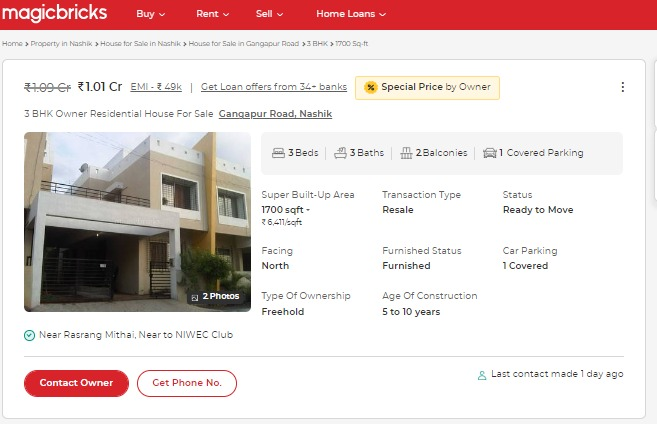 magicbricks
Buy
Rent
Sell
Home Loans
Home > Property in Nashik > House for Sale in Nashik > House for Sale in Gangapur Road > 3 BHK > 1700 Sq-ft
₹1.09 Cr ₹1.01 Cr EMI - ₹ 49k | Get Loan offers from 34+ banks % Special Price by Owner
3 BHK Owner Residential House For Sale Gangapur Road, Nashik
3 Beds 3 Baths 2 Balconies 1 Covered Parking
Super Built-Up Area Transaction Type Status
1700 sqft - Resale Ready to Move
₹ 6,411/sqft
Facing Furnished Status Car Parking
North Furnished 1 Covered
2 Photos
Type Of Ownership Age Of Construction
Freehold 5 to 10 years
Near Rasrang Mithai, Near to NIWEC Club
Contact Owner Get Phone No. Last contact made 1 day ago